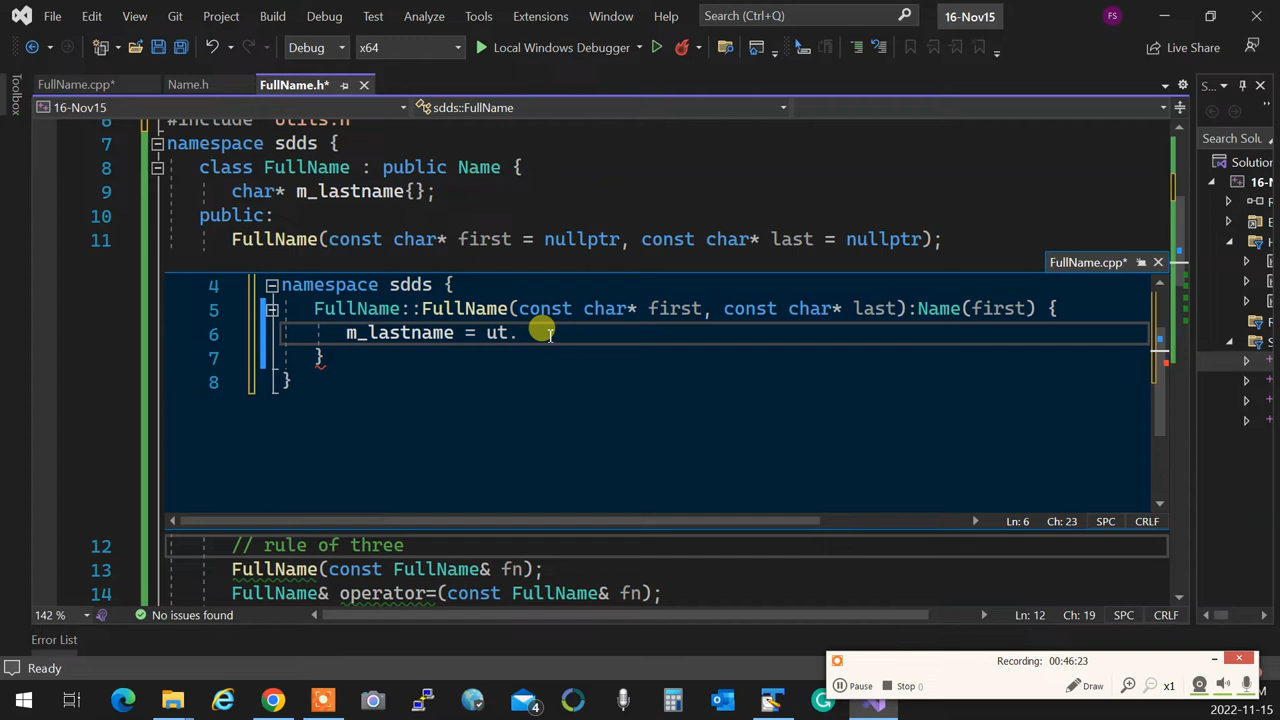 File Edit View Git Project Build Debug Test Analyze Tools Extensions Window Help Search (Ctrl+Q) 16-Nov15 FS
Debug x64 Local Windows Debugger Live Share
Toolbox
FullName.cpp* Name.h FullName.h* S...
16-Nov15 sdds::FullName
6 #include "Utils.h"
7 namespace sdds {
8 class FullName : public Name {
9 char* m_lastname{};
10 public:
11 FullName(const char* first = nullptr, const char* last = nullptr);
FullName.cpp*
4 namespace sdds {
5 FullName::FullName(const char* first, const char* last):Name(first) {
6 m_lastname = ut.
7 }
8 }
Ln: 6 Ch: 23 SPC CRLF
12 // rule of three
13 FullName(const FullName& fn);
14 FullName& operator=(const FullName& fn);
142 % No issues found Ln: 12 Ch: 19 SPC CRLF
Search Solu
Solution
16-N
Error List
Ready
Recording: 00:46:23
Pause Stop () Draw x1
4
2022-11-15